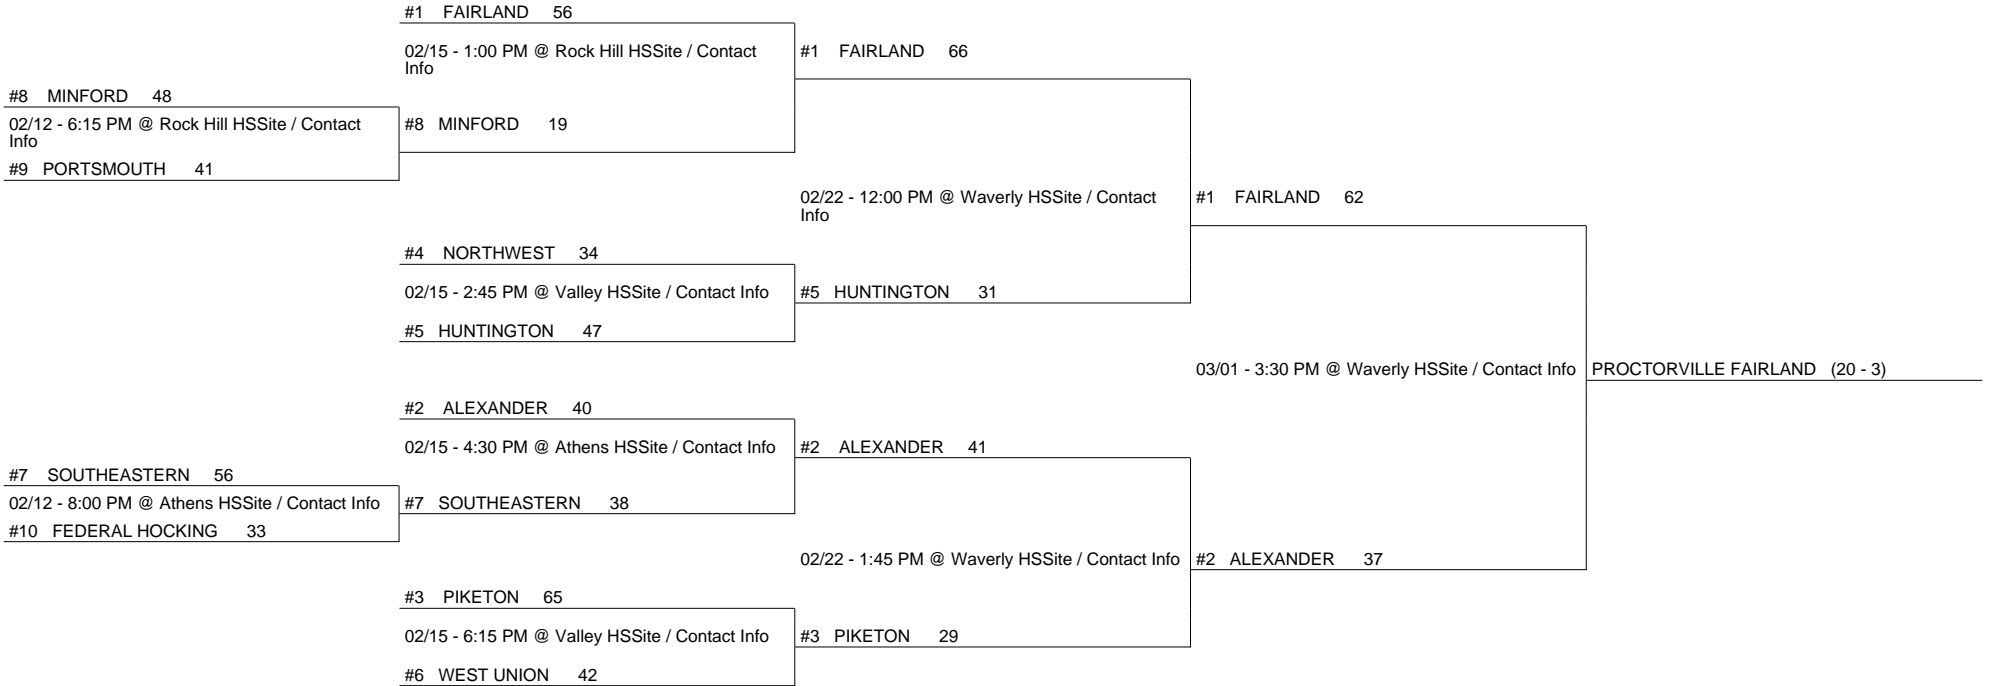 #1 FAIRLAND 56
02/15 - 1:00 PM @ Rock Hill HSSite / Contact
Info
#1 FAIRLAND 66
#8 MINFORD 48
02/12 - 6:15 PM @ Rock Hill HSSite / Contact
Info
#8 MINFORD 19
#9 PORTSMOUTH 41
02/22 - 12:00 PM @ Waverly HSSite / Contact
Info
#1 FAIRLAND 62
#4 NORTHWEST 34
02/15 - 2:45 PM @ Valley HSSite / Contact Info
#5 HUNTINGTON 31
#5 HUNTINGTON 47
03/01 - 3:30 PM @ Waverly HSSite / Contact Info
PROCTORVILLE FAIRLAND (20 - 3)
#2 ALEXANDER 40
02/15 - 4:30 PM @ Athens HSSite / Contact Info
#2 ALEXANDER 41
#7 SOUTHEASTERN 56
02/12 - 8:00 PM @ Athens HSSite / Contact Info
#7 SOUTHEASTERN 38
#10 FEDERAL HOCKING 33
02/22 - 1:45 PM @ Waverly HSSite / Contact Info
#2 ALEXANDER 37
#3 PIKETON 65
02/15 - 6:15 PM @ Valley HSSite / Contact Info
#3 PIKETON 29
#6 WEST UNION 42